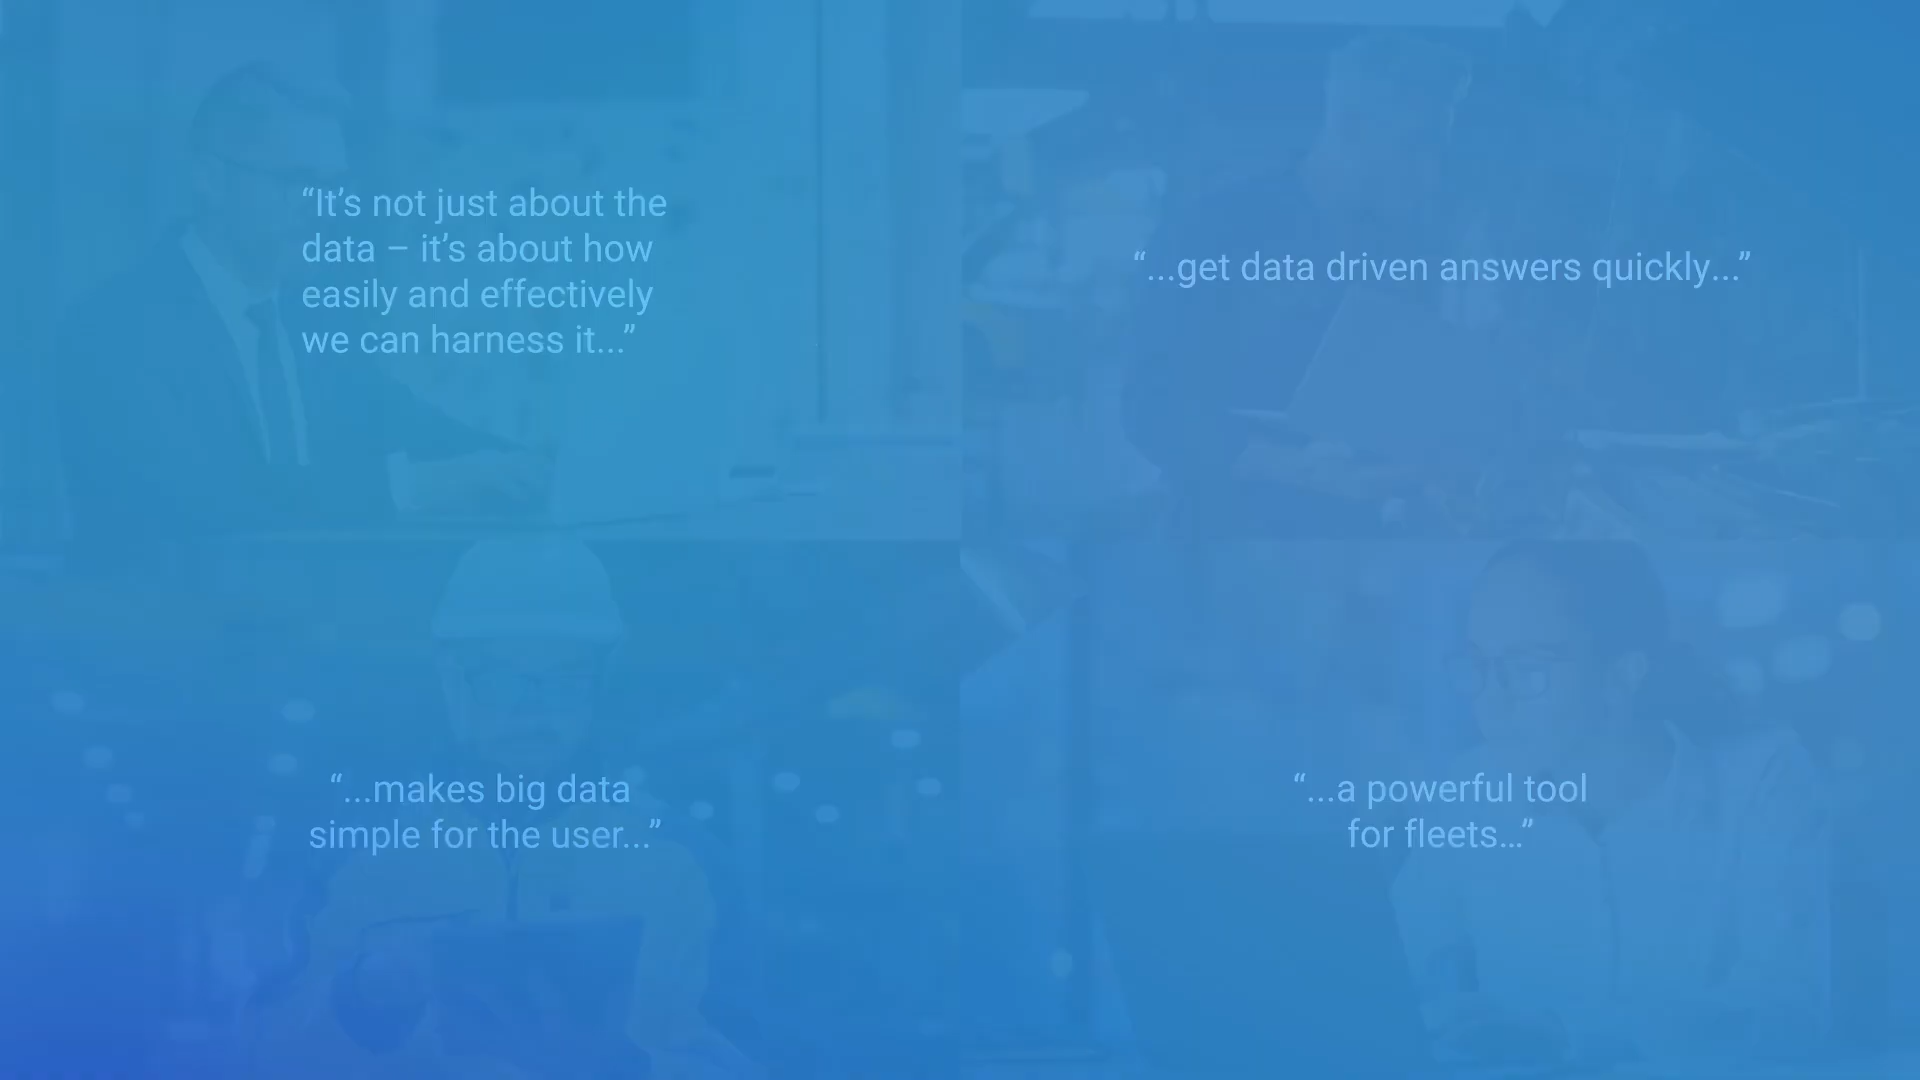 “It’s not just about the
data – it’s about how
easily and effectively
we can harness it...”
“...get data driven answers quickly...”
“...makes big data
simple for the user...”
“...a powerful tool
for fleets...”